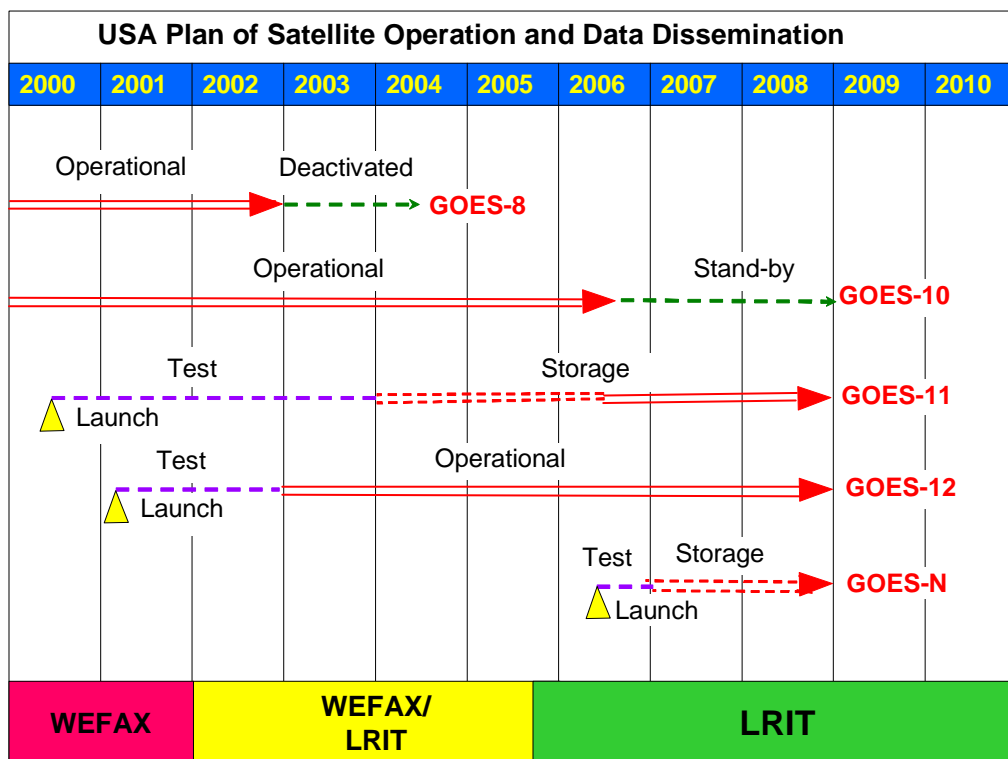 USA Plan of Satellite Operation and Data Dissemination
2000 2001 2002 2003 2004 2005 2006 2007 2008 2009 2010
Operational Deactivated
GOES-8
Operational Stand-by
GOES-10
Test Storage
GOES-11
Launch
Test Operational
GOES-12
Launch
Test Storage
GOES-N
Launch
WEFAX
WEFAX/
LRIT
LRIT